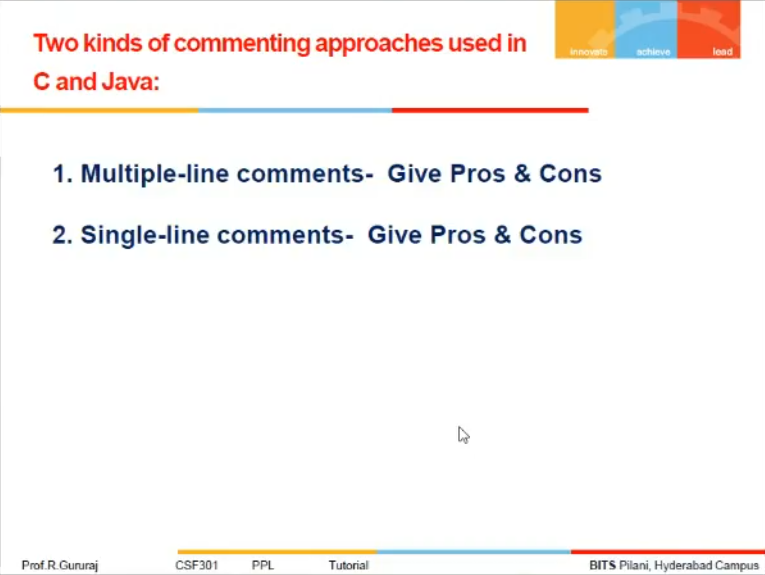 Two kinds of commenting approaches used in
C and Java:
innovate achieve lead
1. Multiple-line comments- Give Pros & Cons
2. Single-line comments- Give Pros & Cons
Prof.R.Gururaj CSF301 PPL Tutorial BITS Pilani, Hyderabad Campus